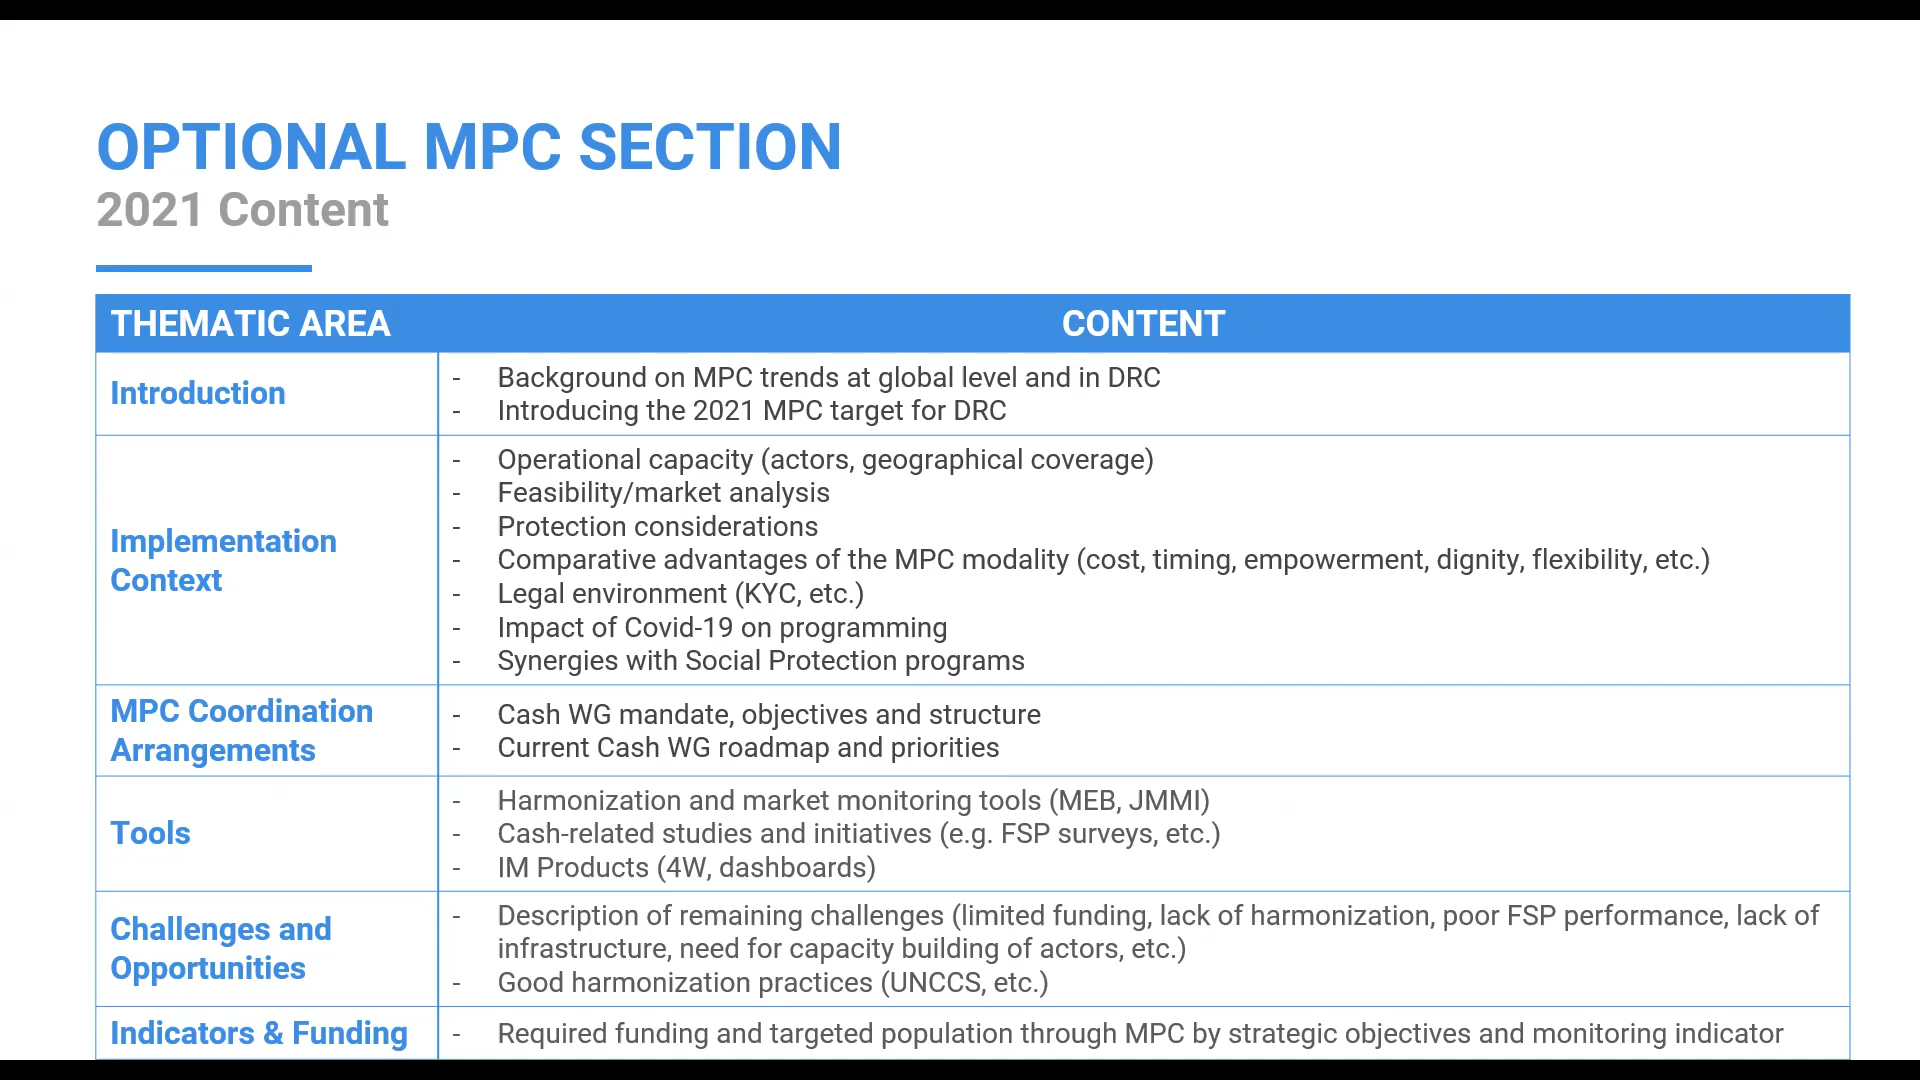 OPTIONAL MPC SECTION
2021 Content
THEMATIC AREA CONTENT
Introduction
- Background on MPC trends at global level and in DRC
- Introducing the 2021 MPC target for DRC
Implementation
Context
- Operational capacity (actors, geographical coverage)
- Feasibility/market analysis
- Protection considerations
- Comparative advantages of the MPC modality (cost, timing, empowerment, dignity, flexibility, etc.)
- Legal environment (KYC, etc.)
- Impact of Covid-19 on programming
- Synergies with Social Protection programs
MPC Coordination
Arrangements
- Cash WG mandate, objectives and structure
- Current Cash WG roadmap and priorities
Tools
- Harmonization and market monitoring tools (MEB, JMMI)
- Cash-related studies and initiatives (e.g. FSP surveys, etc.)
- IM Products (4W, dashboards)
Challenges and
Opportunities
- Description of remaining challenges (limited funding, lack of harmonization, poor FSP performance, lack of
infrastructure, need for capacity building of actors, etc.)
- Good harmonization practices (UNCCS, etc.)
Indicators & Funding
- Required funding and targeted population through MPC by strategic objectives and monitoring indicator